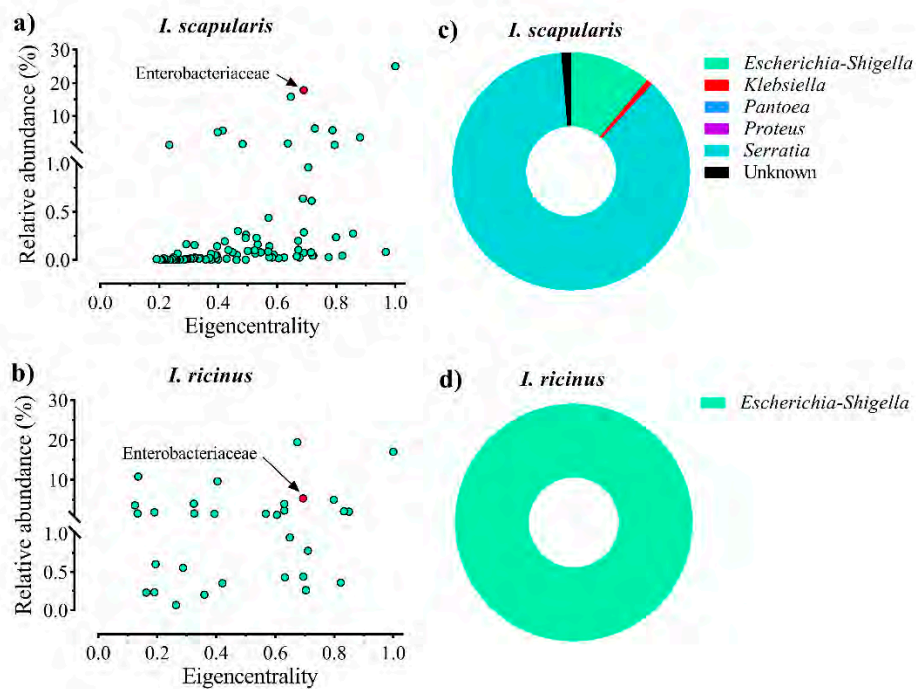 a)
I. scapularis
Relative abundance (%)
30
20
10
1.0
0.5
0.0
Enterobacteriaceae
0.0 0.2 0.4 0.6 0.8 1.0
Eigencentrality
c)
I. scapularis
Escherichia-Shigella
Klebsiella
Pantoea
Proteus
Serratia
Unknown
b)
I. ricinus
Relative abundance (%)
30
20
10
1.0
0.5
0.0
Enterobacteriaceae
0.0 0.2 0.4 0.6 0.8 1.0
Eigencentrality
d)
I. ricinus
Escherichia-Shigella